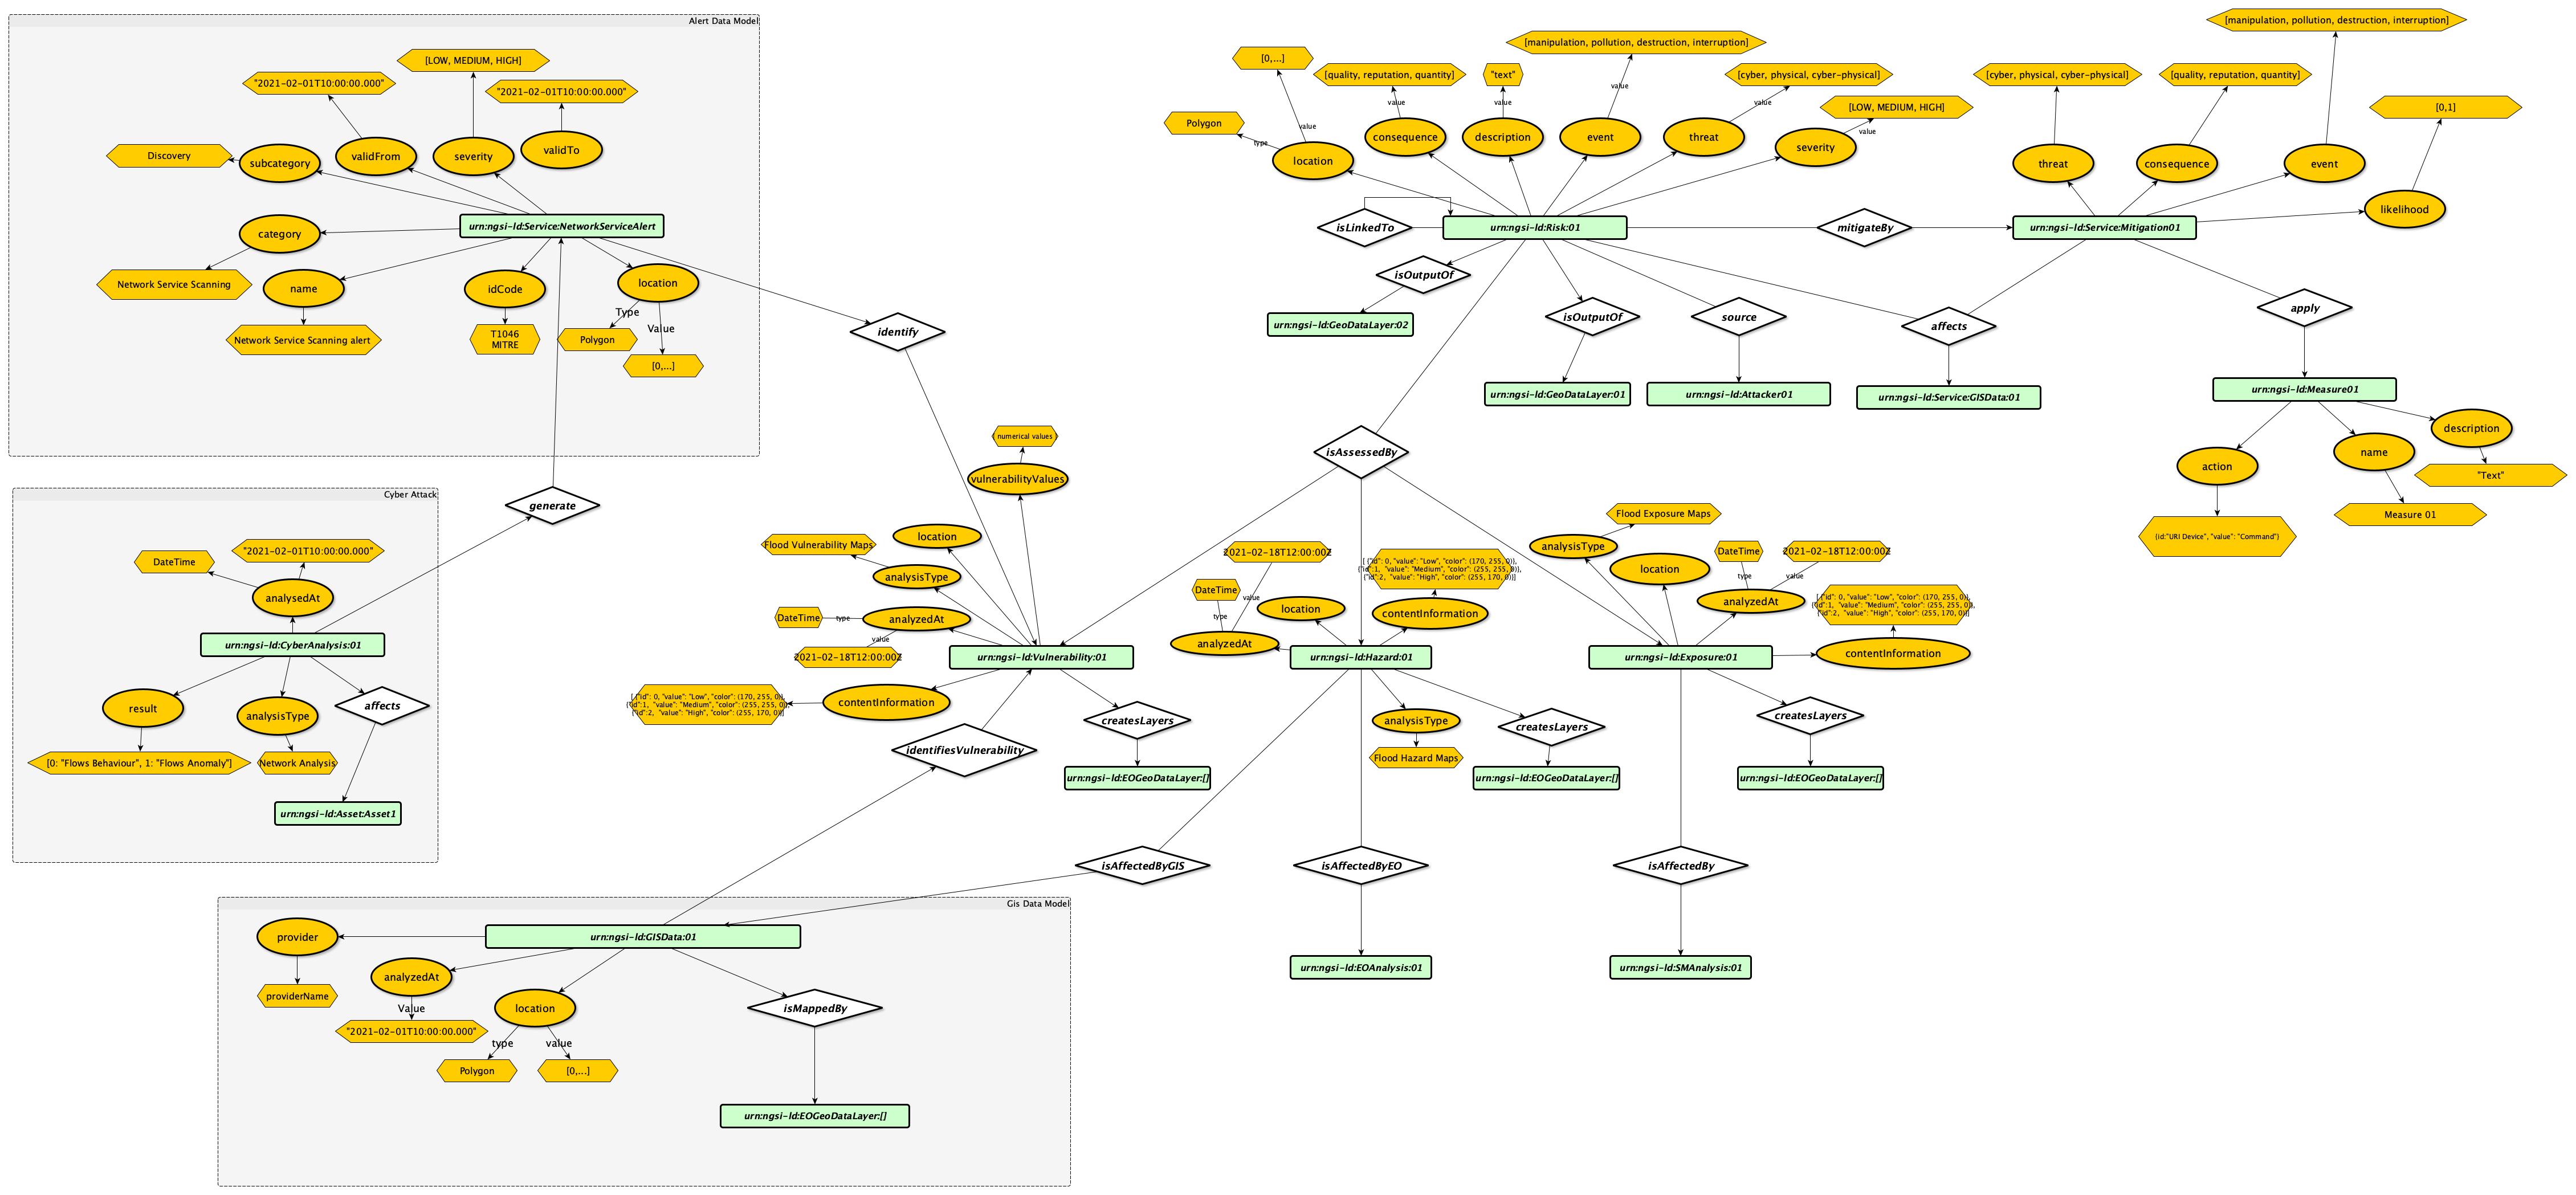 Alert Data Model
[LOW, MEDIUM, HIGH]
"2021-02-01T10:00:00.000"
"2021-02-01T10:00:00.000"
Discovery
subcategory
validFrom
severity
validTo
urn:ngsi-ld:Service:NetworkServiceAlert
category
Network Service Scanning
name
Network Service Scanning alert
idCode
T1046
MITRE
location
Type
Value
Polygon
[0,...]
identify
generate
Cyber Attack
DateTime
"2021-02-01T10:00:00.000"
analysedAt
urn:ngsi-ld:CyberAnalysis:01
result
analysisType
affects
[0: "Flows Behaviour", 1: "Flows Anomaly"]
Network Analysis
urn:ngsi-ld:Asset:Asset1
[0,...]
[quality, reputation, quantity]
"text"
[manipulation, pollution, destruction, interruption]
[cyber, physical, cyber-physical]
[LOW, MEDIUM, HIGH]
Polygon
value
value
value
value
value
value
type
location
consequence
description
event
threat
severity
isLinkedTo
urn:ngsi-ld:Risk:01
mitigateBy
[manipulation, pollution, destruction, interruption]
[cyber, physical, cyber-physical]
[quality, reputation, quantity]
[0,1]
threat
consequence
event
likelihood
urn:ngsi-ld:Service:Mitigation01
isOutputOf
urn:ngsi-ld:GeoDataLayer:02
isOutputOf
urn:ngsi-ld:GeoDataLayer:01
source
urn:ngsi-ld:Attacker01
affects
urn:ngsi-ld:Service:GISData:01
apply
urn:ngsi-ld:Measure01
action
name
description
"Text"
Measure 01
{id:"URI Device", "value": "Command"}
isAssessedBy
numerical values
vulnerabilityValues
location
Flood Vulnerability Maps
analysisType
DateTime
type
analyzedAt
value
2021-02-18T12:00:00Z
urn:ngsi-ld:Vulnerability:01
[ {"id": 0, "value": "Low", "color": (170, 255, 0)},
{"id":1, "value": "Medium", "color": (255, 255, 0)},
{"id":2, "value": "High", "color": (255, 170, 0)}]
contentInformation
createsLayers
urn:ngsi-ld:EOGeoDataLayer:[]
identifiesVulnerability
2021-02-18T12:00:00Z
DateTime
type
value
analyzedAt
location
[ {"id": 0, "value": "Low", "color": (170, 255, 0)},
{"id":1, "value": "Medium", "color": (255, 255, 0)},
{"id":2, "value": "High", "color": (255, 170, 0)}]
contentInformation
urn:ngsi-ld:Hazard:01
analysisType
Flood Hazard Maps
createsLayers
urn:ngsi-ld:EOGeoDataLayer:[]
Flood Exposure Maps
analysisType
location
DateTime
2021-02-18T12:00:00Z
type
value
analyzedAt
[ {"id": 0, "value": "Low", "color": (170, 255, 0)},
{"id":1, "value": "Medium", "color": (255, 255, 0)},
{"id":2, "value": "High", "color": (255, 170, 0)}]
contentInformation
urn:ngsi-ld:Exposure:01
createsLayers
urn:ngsi-ld:EOGeoDataLayer:[]
isAffectedByGIS
isAffectedByEO
isAffectedBy
urn:ngsi-ld:EOAnalysis:01
urn:ngsi-ld:SMAnalysis:01
Gis Data Model
provider
providerName
urn:ngsi-ld:GISData:01
analyzedAt
Value
"2021-02-01T10:00:00.000"
location
type
value
Polygon
[0,...]
isMappedBy
urn:ngsi-ld:EOGeoDataLayer:[]